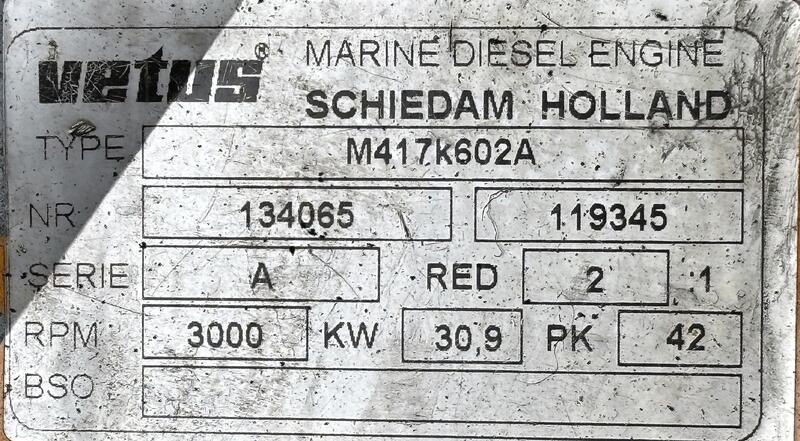 vetus® MARINE DIESEL ENGINE
SCHIEDAM HOLLAND
TYPE M417k602A
NR 134065 119345
SERIE A RED 2 :1
RPM 3000 KW 30,9 PK 42
BSO